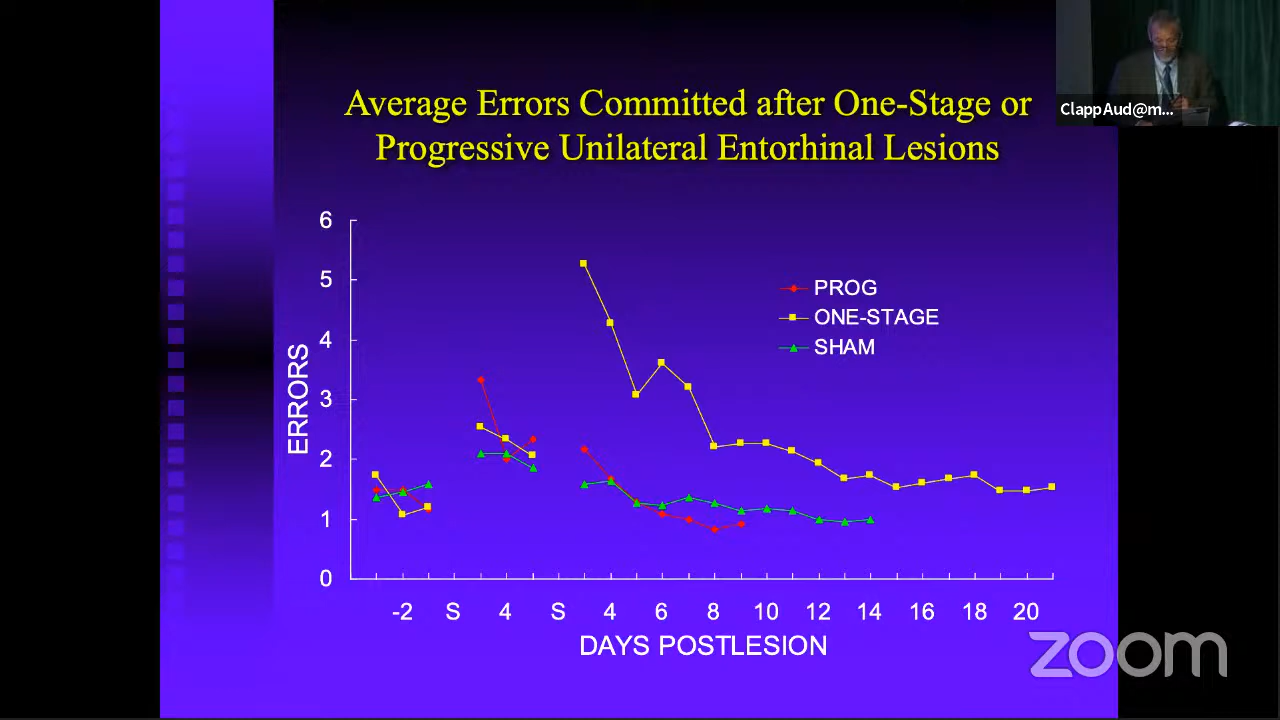 ClappAud@m...
Average Errors Committed after One-Stage or
Progressive Unilateral Entorhinal Lesions
6
5
4
3
2
1
0
ERRORS
PROG
ONE-STAGE
SHAM
-2 S 4 S 4 6 8 10 12 14 16 18 20
DAYS POSTLESION
zoom